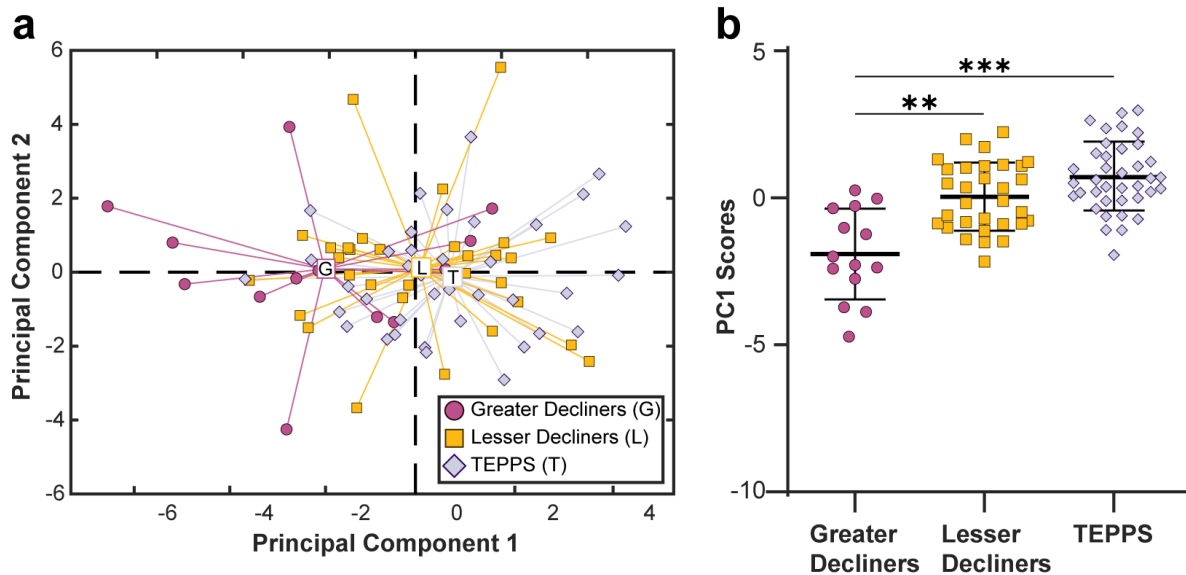 a
6
4
2
0
-2
-4
-6
Principal Component 2
-6
-4
-2
0
2
4
Principal Component 1
G
L
T
Greater Decliners (G)
Lesser Decliners (L)
TEPPS (T)
b
5
0
-5
-10
PC1 Scores
***
**
Greater
Decliners
Lesser
Decliners
TEPPS